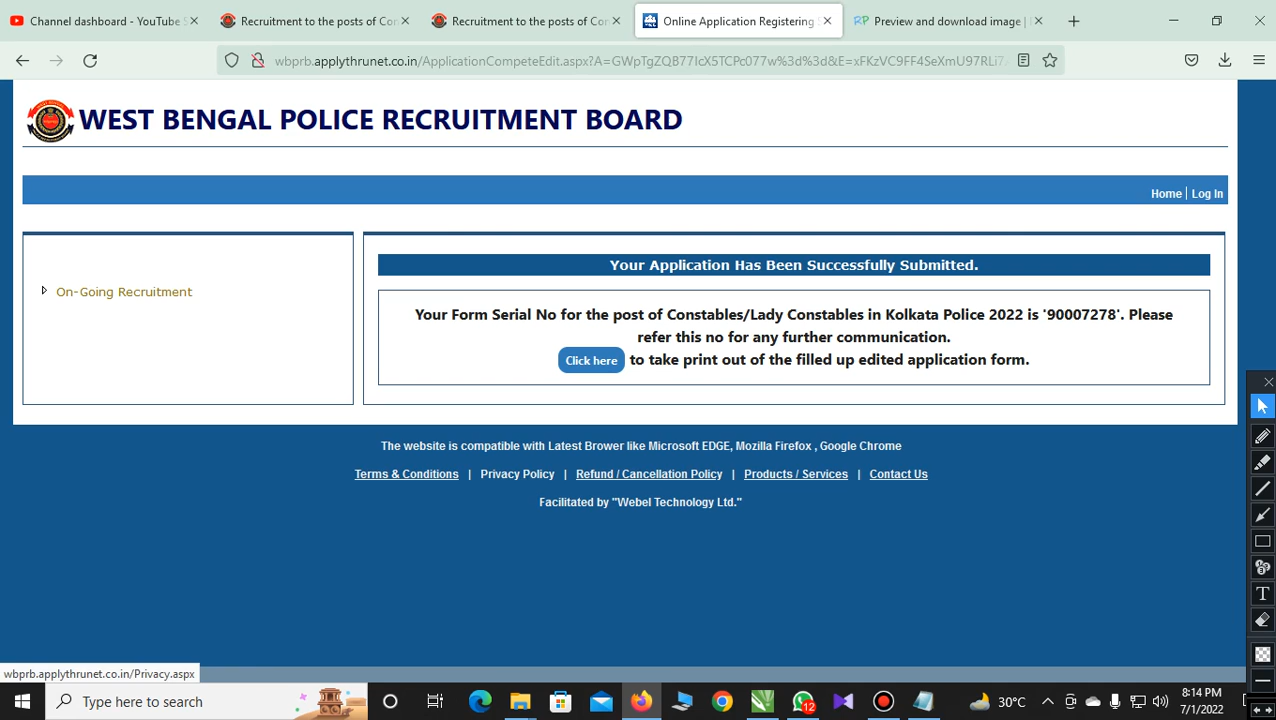 Channel dashboard - YouTube S
Recruitment to the posts of Con
Recruitment to the posts of Con
Online Application Registering
RP Preview and download image |
wbprb.applythrunet.co.in/ApplicationCompeteEdit.aspx?A=GWpTgZQB77IcX5TCPc077w%3d%3d&E=xFKzVC9FF4SeXmU97RLi7
WEST BENGAL POLICE RECRUITMENT BOARD
Home | Log In
On-Going Recruitment
Your Application Has Been Successfully Submitted.
Your Form Serial No for the post of Constables/Lady Constables in Kolkata Police 2022 is '90007278'. Please
refer this no for any further communication.
Click here to take print out of the filled up edited application form.
The website is compatible with Latest Brower like Microsoft EDGE, Mozilla Firefox , Google Chrome
Terms & Conditions | Privacy Policy | Refund / Cancellation Policy | Products / Services | Contact Us
Facilitated by "Webel Technology Ltd."
wbprb.applythrunet.co.in/Privacy.aspx
Type here to search
12
30°C
8:14 PM
7/1/2022